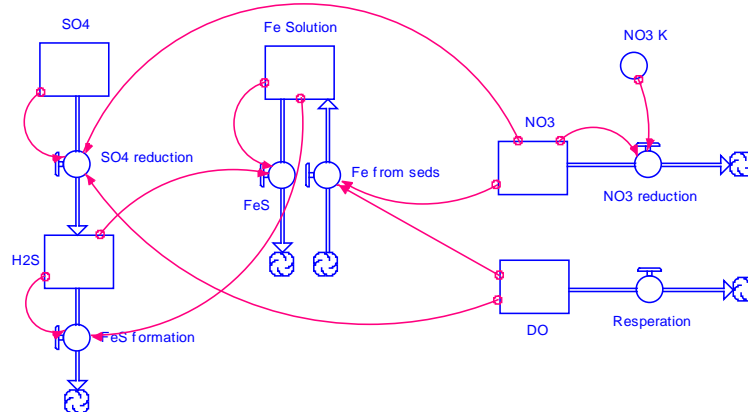 SO4
Fe Solution
NO3 K
NO3
SO4 reduction
Fe from seds
NO3 reduction
FeS
H2S
DO
Resperation
FeS formation